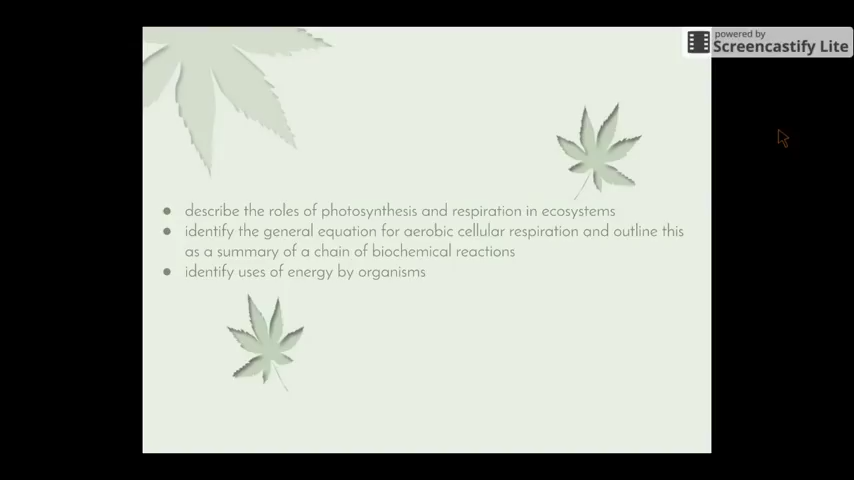 powered by
Screencastify Lite
● describe the roles of photosynthesis and respiration in ecosystems
● identify the general equation for aerobic cellular respiration and outline this
as a summary of a chain of biochemical reactions
● identify uses of energy by organisms